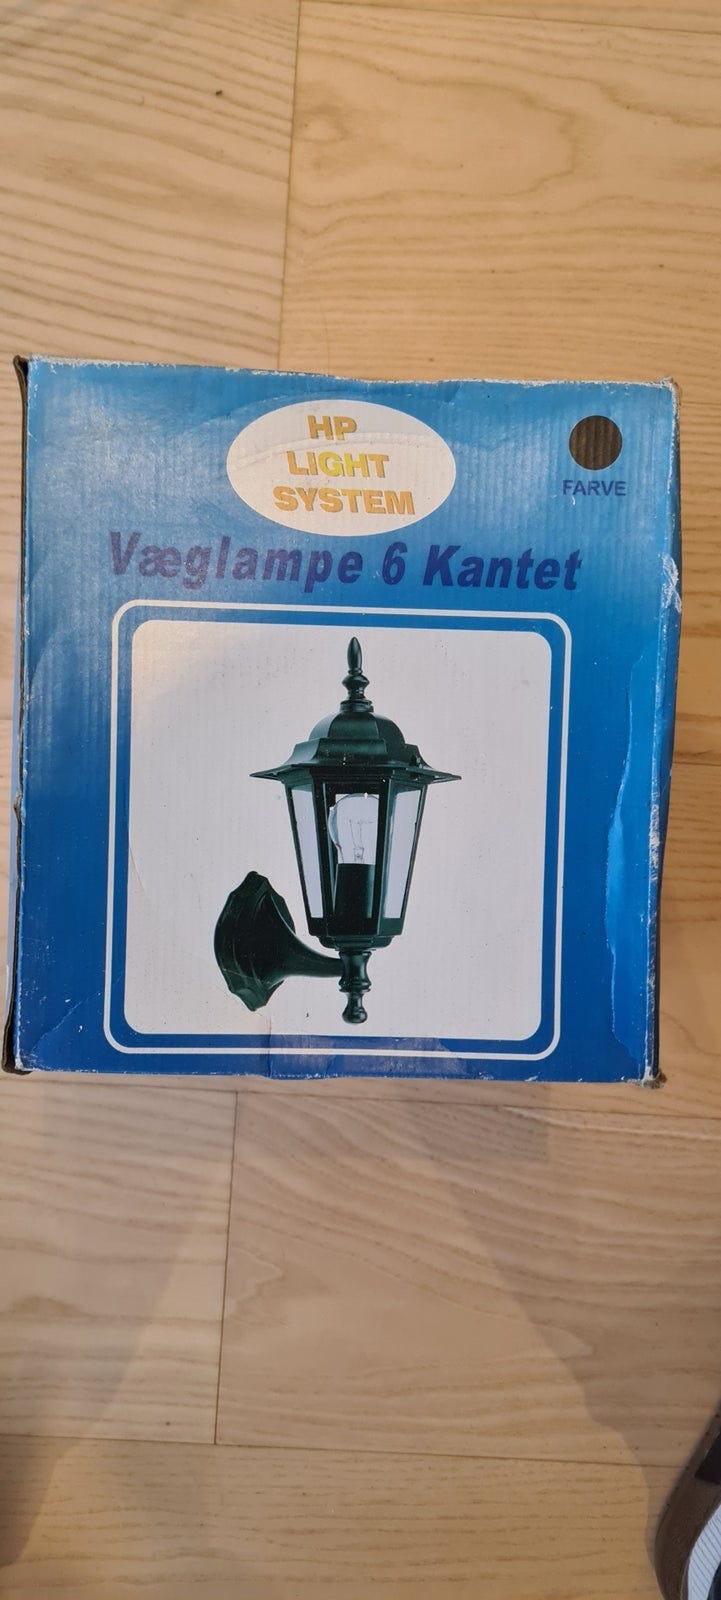 HP
LIGHT
SYSTEM
FARVE
Væglampe 6 Kantet